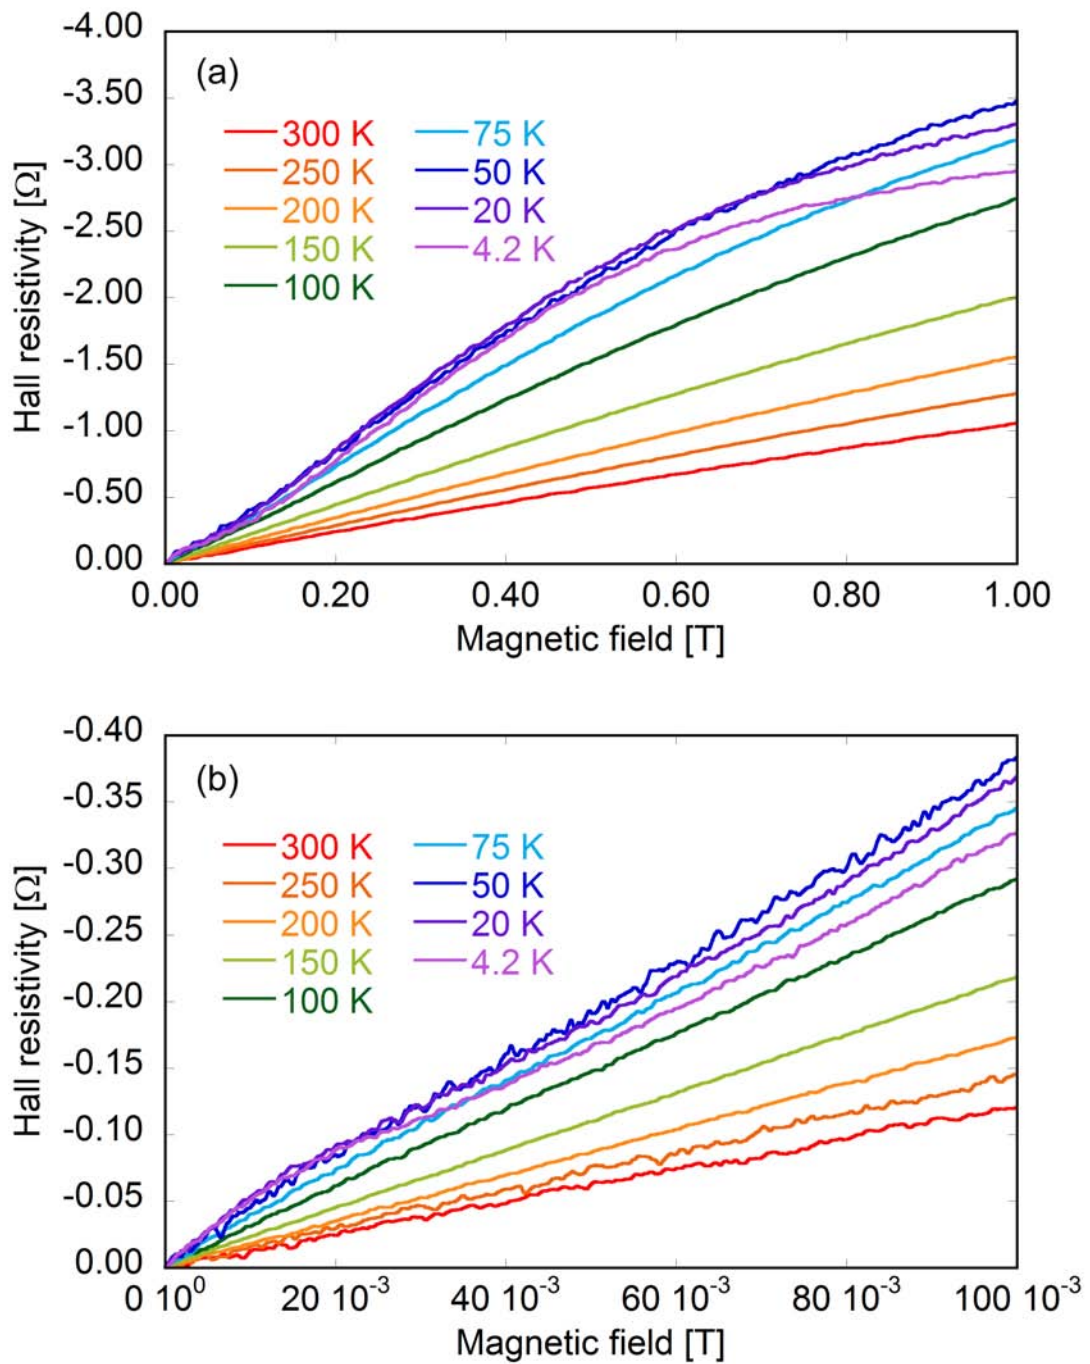 -4.00
-3.50
-3.00
-2.50
-2.00
-1.50
-1.00
-0.50
0.00
Hall resistivity [Ω]
(a)
300 K 75 K
250 K 50 K
200 K 20 K
150 K 4.2 K
100 K
0.00 0.20 0.40 0.60 0.80 1.00
Magnetic field [T]
-0.40
-0.35
-0.30
-0.25
-0.20
-0.15
-0.10
-0.05
0.00
Hall resistivity [Ω]
(b)
300 K 75 K
250 K 50 K
200 K 20 K
150 K 4.2 K
100 K
0 10⁰ 20 10⁻³ 40 10⁻³ 60 10⁻³ 80 10⁻³ 100 10⁻³
Magnetic field [T]